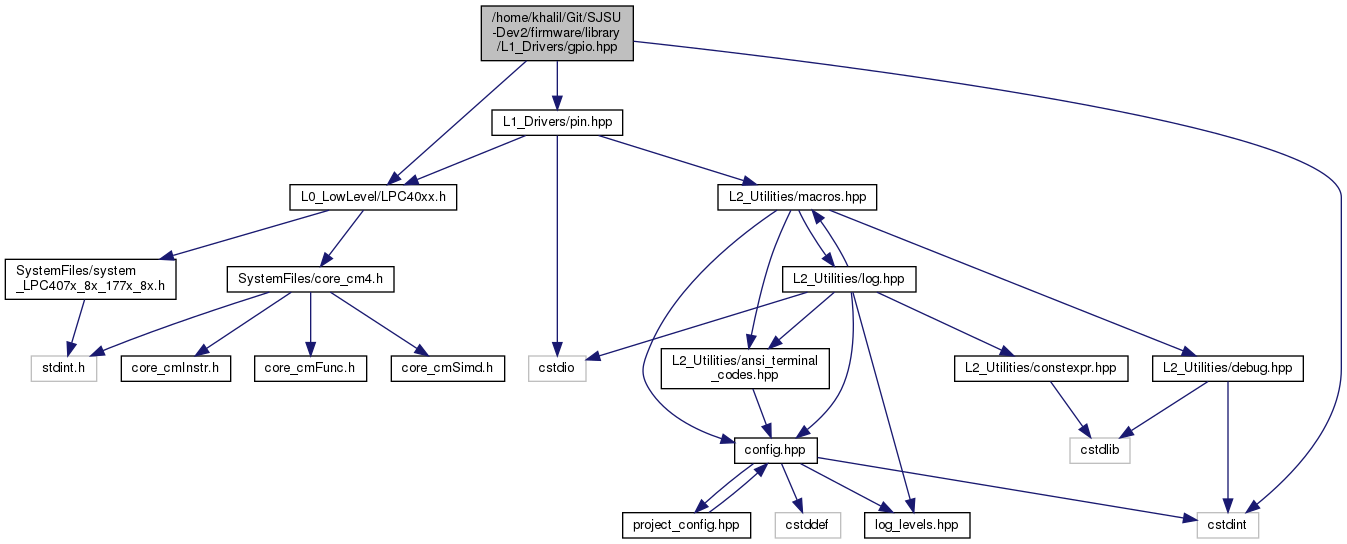 /home/khalil/Git/SJSU
-Dev2/firmware/library
/L1_Drivers/gpio.hpp
L1_Drivers/pin.hpp
L0_LowLevel/LPC40xx.h
L2_Utilities/macros.hpp
SystemFiles/system
_LPC407x_8x_177x_8x.h
SystemFiles/core_cm4.h
L2_Utilities/log.hpp
stdint.h
core_cmInstr.h
core_cmFunc.h
core_cmSimd.h
cstdio
L2_Utilities/ansi_terminal
_codes.hpp
L2_Utilities/constexpr.hpp
L2_Utilities/debug.hpp
config.hpp
cstdlib
project_config.hpp
cstddef
log_levels.hpp
cstdint